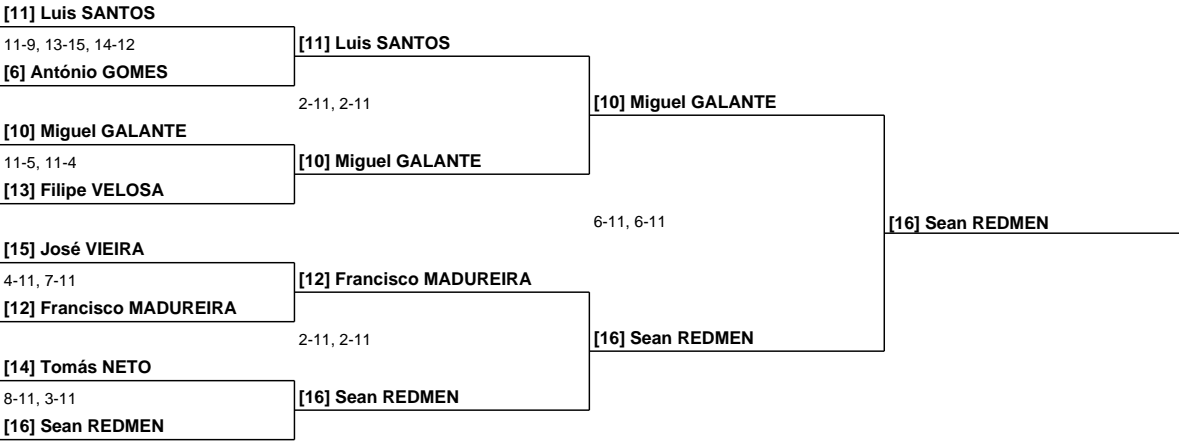 [11] Luis SANTOS
11-9, 13-15, 14-12
[11] Luis SANTOS
[6] António GOMES
2-11, 2-11
[10] Miguel GALANTE
[10] Miguel GALANTE
11-5, 11-4
[10] Miguel GALANTE
[13] Filipe VELOSA
6-11, 6-11
[16] Sean REDMEN
[15] José VIEIRA
4-11, 7-11
[12] Francisco MADUREIRA
[12] Francisco MADUREIRA
2-11, 2-11
[16] Sean REDMEN
[14] Tomás NETO
8-11, 3-11
[16] Sean REDMEN
[16] Sean REDMEN